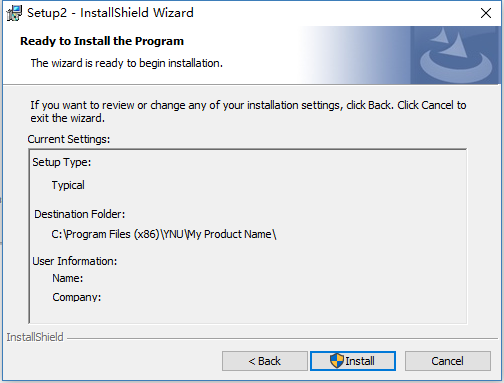 Setup2 - InstallShield Wizard
Ready to Install the Program
The wizard is ready to begin installation.
If you want to review or change any of your installation settings, click Back. Click Cancel to
exit the wizard.
Current Settings:
Setup Type:
Typical
Destination Folder:
C:\Program Files (x86)\YNU\My Product Name\
User Information:
Name:
Company:
InstallShield
< Back
Install
Cancel